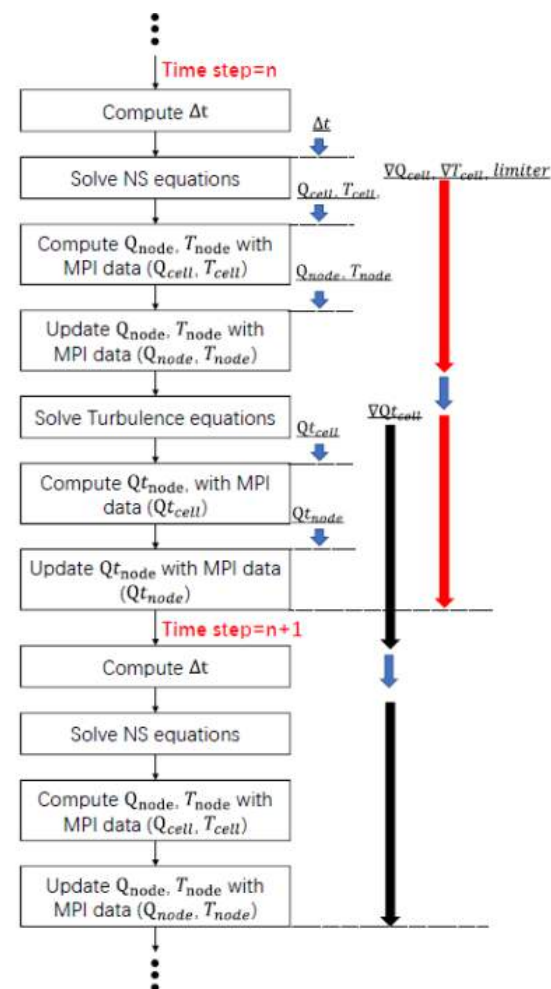 Time step=n
Compute Δt
Δt
Solve NS equations
∇Q_cell, ∇T_cell, limiter
Q_cell, T_cell,
Compute Q_node, T_node with
MPI data (Q_cell, T_cell)
Q_node, T_node
Update Q_node, T_node with
MPI data (Q_node, T_node)
Solve Turbulence equations
∇Qt_cell
Qt_cell
Compute Qt_node, with MPI
data (Qt_cell)
Qt_node
Update Qt_node with MPI data
(Qt_node)
Time step=n+1
Compute Δt
Solve NS equations
Compute Q_node, T_node with
MPI data (Q_cell, T_cell)
Update Q_node, T_node with
MPI data (Q_node, T_node)